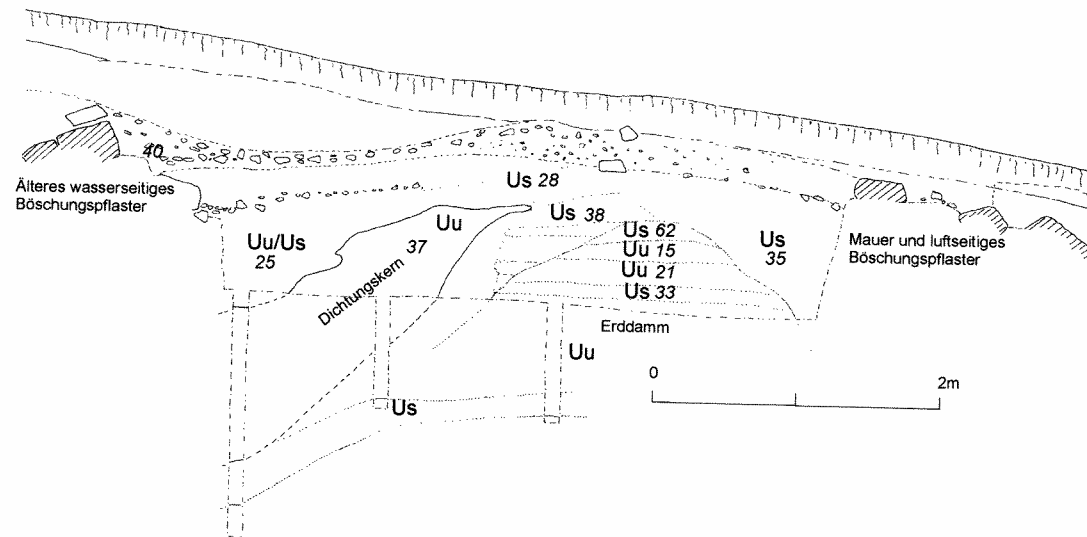 40
Älteres wasserseitiges
Böschungspflaster
Us 28
Uu
Us 38
Uu/Us
25
37
Dichtungskern
Us 62
Uu 15
Uu 21
Us 33
Us
35
Mauer und luftseitiges
Böschungspflaster
Erddamm
Uu
Us
0
2m